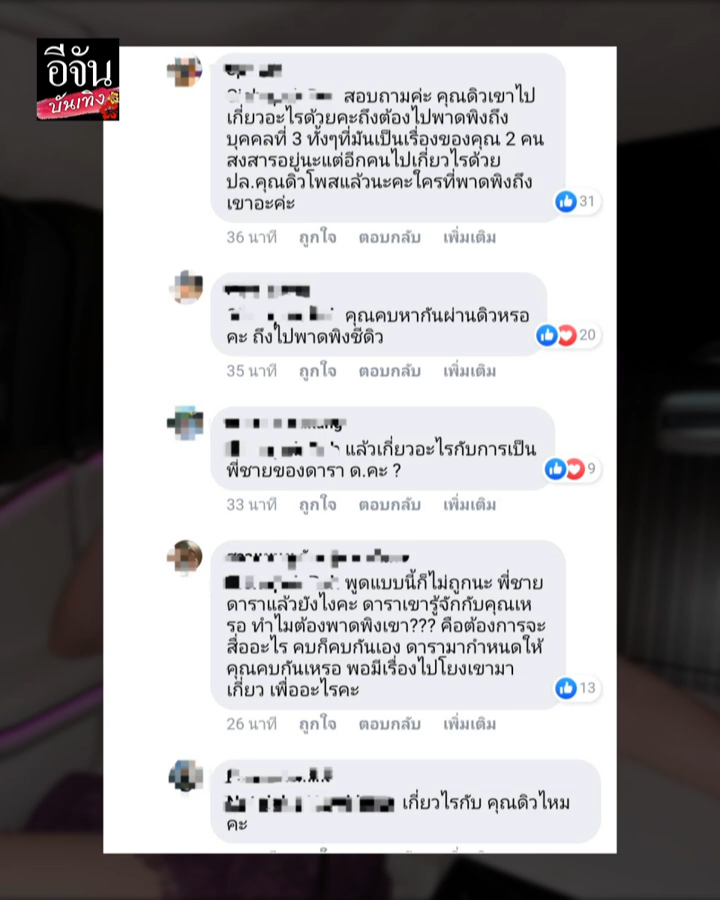 อีจัน
บันเทิง
สอบถามค่ะ คุณดิวเขาไป
เกี่ยวอะไรด้วยคะถึงต้องไปพาดพิงถึง
บุคคลที่ 3 ทั้งๆที่มันเป็นเรื่องของคุณ 2 คน
สงสารอยู่นะแต่อีกคนไปเกี่ยวไรด้วย
ปล.คุณดิวโพสแล้วนะคะใครที่พาดพิงถึง
เขาอะค่ะ
31
36 นาที ถูกใจ ตอบกลับ เพิ่มเติม
คุณคบหากันผ่านดิวหรอ
คะ ถึงไปพาดพิงชีดิว
20
35 นาที ถูกใจ ตอบกลับ เพิ่มเติม
แล้วเกี่ยวอะไรกับการเป็น
พี่ชายของดารา ด.คะ ?
9
33 นาที ถูกใจ ตอบกลับ เพิ่มเติม
พูดแบบนี้ก็ไม่ถูกนะ พี่ชาย
ดาราแล้วยังไงคะ ดาราเขารู้จักกับคุณเห
รอ ทำไมต้องพาดพิงเขา??? คือต้องการจะ
สื่ออะไร คบก็คบกันเอง ดารามากำหนดให้
คุณคบกันเหรอ พอมีเรื่องไปโยงเขามา
เกี่ยว เพื่ออะไรคะ
13
26 นาที ถูกใจ ตอบกลับ เพิ่มเติม
เกี่ยวไรกับ คุณดิวไหม
คะ